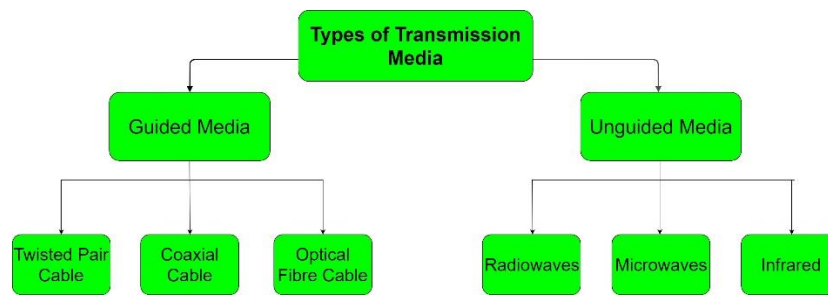 Types of Transmission
Media
Guided Media
Unguided Media
Twisted Pair
Cable
Coaxial
Cable
Optical
Fibre Cable
Radiowaves
Microwaves
Infrared